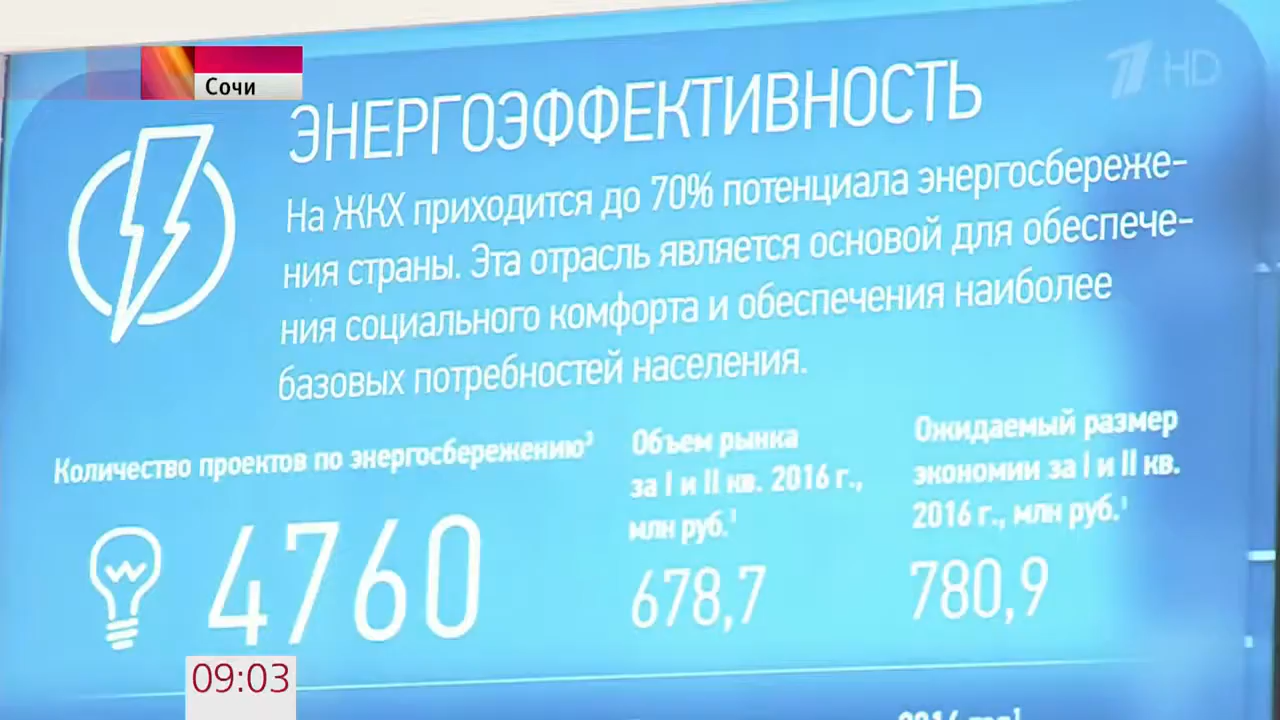 Сочи
1 HD
ЭНЕРГОЭФФЕКТИВНОСТЬ
На ЖКХ приходится до 70% потенциала энергосбереже-
ния страны. Эта отрасль является основой для обеспече-
ния социального комфорта и обеспечения наиболее
базовых потребностей населения.
Количество проектов по энергосбережению³
4760
Объем рынка
за I и II кв. 2016 г.,
млн руб.¹
678,7
Ожидаемый размер
экономии за I и II кв.
2016 г., млн руб.¹
780,9
09:03